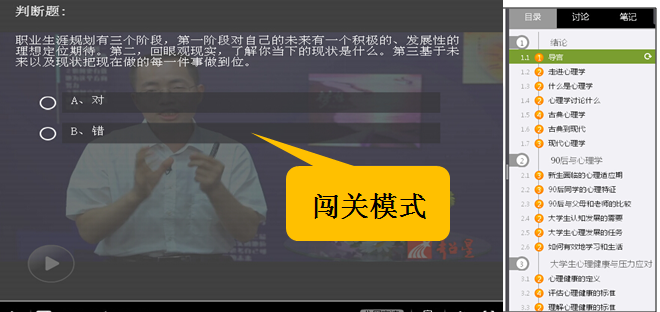 判断题：
职业生涯规划有三个阶段，第一阶段对自己的未来有一个积极的、发展性的
理想定位期待。第二，回眼观现实，了解你当下的现状是什么。第三基于未
来以及现状把现在做的每一件事做到位。
A、对
B、错
闯关模式
目录 讨论 笔记
1 绪论
1.1 导言
1.2 走进心理学
1.3 什么是心理学
1.4 心理学讨论什么
1.5 古典心理学
1.6 古典到现代
1.7 现代心理学
2 90后与心理学
2.1 新生面临的心理适应期
2.2 90后同学的心理特征
2.3 90后与父母和老师的比较
2.4 大学生认知发展的需要
2.5 大学生心理发展的任务
2.6 如何有效地学习和生活
3 大学生心理健康与压力应对
3.1 心理健康的定义
3.2 评估心理健康的标准
3.3 理解心理健康的标准